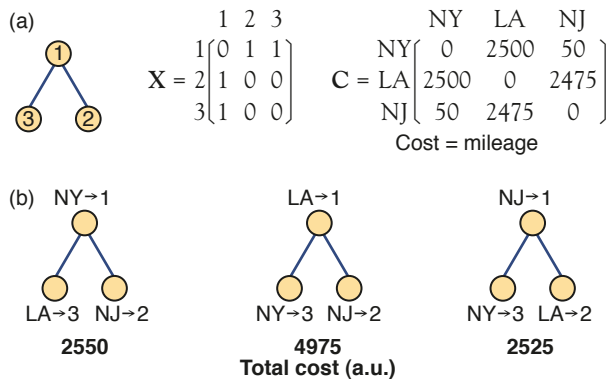 (a)
1
3 2
1 2 3
X = 1 0 1 1
2 1 0 0
3 1 0 0
NY LA NJ
C = NY 0 2500 50
LA 2500 0 2475
NJ 50 2475 0
Cost = mileage
(b)
NY→1 LA→1 NJ→1
LA→3 NJ→2 NY→3 NJ→2 NY→3 LA→2
2550 4975 2525
Total cost (a.u.)